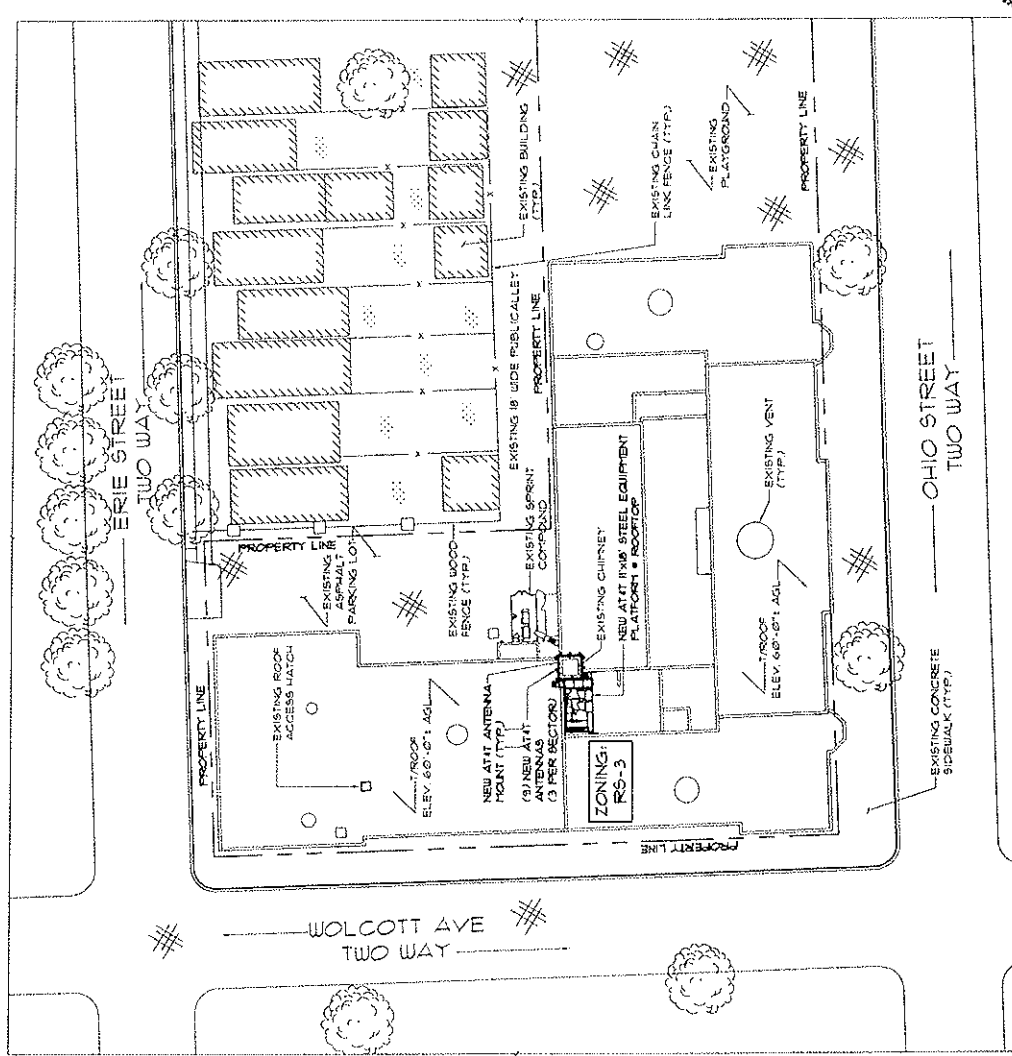 ERIE STREET
TWO WAY
PROPERTY LINE
PROPERTY LINE
EXISTING ROOF
ACCESS HATCH
EXISTING
ASPHALT
PARKING LOT
T/ROOF
ELEV. 60'-0"± AGL
EXISTING WOOD
FENCE (TYP.)
EXISTING 18' WIDE PUBLIC ALLEY
EXISTING BUILDING
(TYP.)
PROPERTY LINE
EXISTING SPRINT
COMPOUND
NEW AT&T ANTENNA
MOUNT (TYP.)
(9) NEW AT&T
ANTENNAS
(3 PER SECTOR)
EXISTING CHIMNEY
NEW AT&T 11'x18' STEEL EQUIPMENT
PLATFORM @ ROOFTOP
ZONING:
RS-3
EXISTING CHAIN
LINK FENCE (TYP.)
EXISTING
PLAYGROUND
PROPERTY LINE
EXISTING VENT
(TYP.)
T/ROOF
ELEV. 60'-0"± AGL
PROPERTY LINE
EXISTING CONCRETE
SIDEWALK (TYP.)
OHIO STREET
TWO WAY
WOLCOTT AVE
TWO WAY